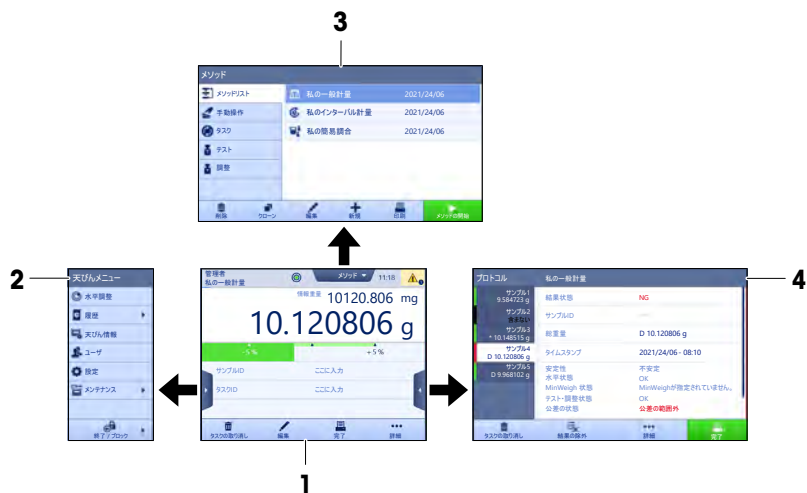 3
メソッド
メソッドリスト
手動操作
タスク
テスト
調整
私の一般計量 2021/24/06
私のインターバル計量 2021/24/06
私の簡易調合 2021/24/06
削除 クローン 編集 新規 印刷 メソッドの開始
2
天びんメニュー
水平調整
履歴
天びん情報
ユーザ
設定
メンテナンス
終了 / ブロック
管理者
私の一般計量
メソッド
11:18
情報重量 10120.806 mg
10.120806 g
-5 % +5 %
サンプルID ここに入力
タスクID ここに入力
タスクの取り消し 編集 完了 詳細
1
4
プロトコル 私の一般計量
サンプル1
9.584723 g
サンプル2
含まない
サンプル3
* 10.148515 g
サンプル4
D 10.120806 g
サンプル5
D 9.968102 g
結果状態 NG
サンプルID —
総重量 D 10.120806 g
タイムスタンプ 2021/24/06 - 08:10
安定性 不安定
水平状態 OK
MinWeigh 状態 MinWeighが指定されていません。
テスト・調整状態 OK
公差の状態 公差の範囲外
タスクの取り消し 結果の除外 詳細 完了